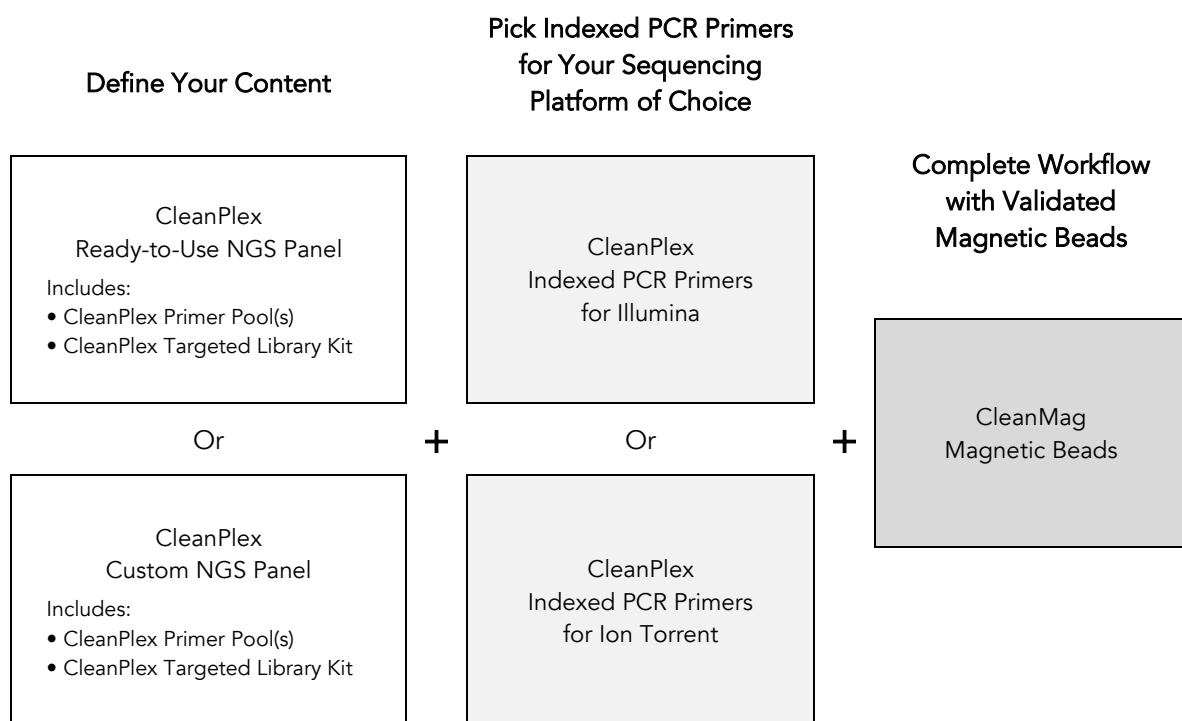 Define Your Content
CleanPlex
Ready-to-Use NGS Panel
Includes:
• CleanPlex Primer Pool(s)
• CleanPlex Targeted Library Kit
Or
CleanPlex
Custom NGS Panel
Includes:
• CleanPlex Primer Pool(s)
• CleanPlex Targeted Library Kit
+
Pick Indexed PCR Primers
for Your Sequencing
Platform of Choice
CleanPlex
Indexed PCR Primers
for Illumina
Or
CleanPlex
Indexed PCR Primers
for Ion Torrent
+
Complete Workflow
with Validated
Magnetic Beads
CleanMag
Magnetic Beads